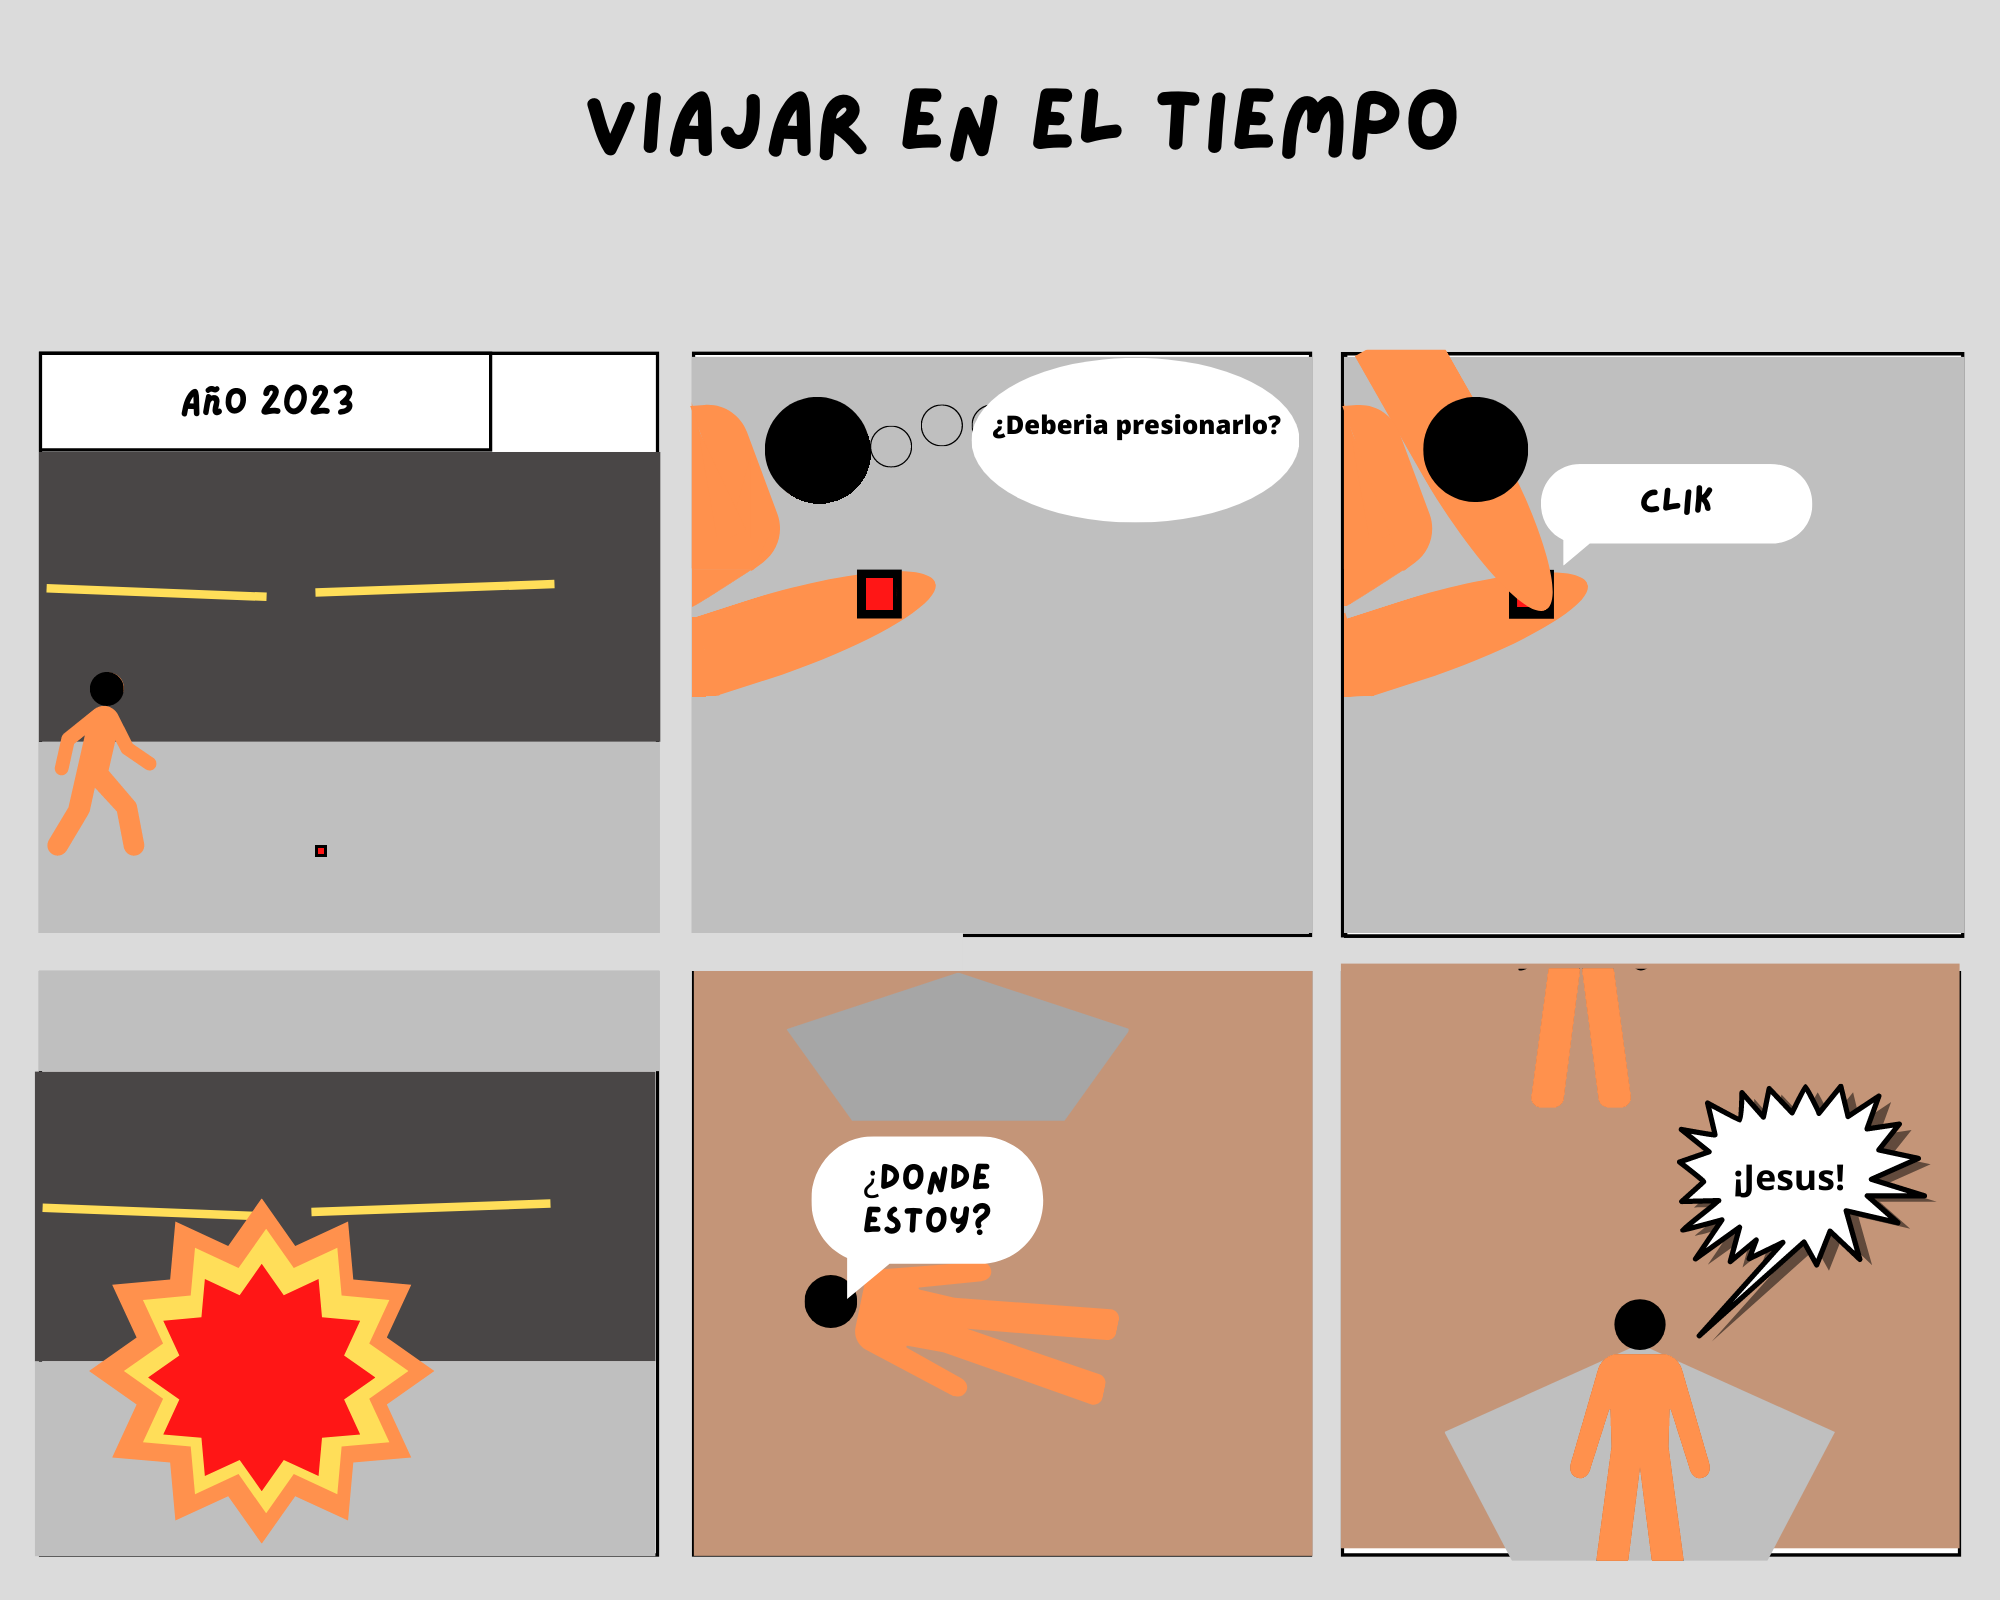 VIAJAR EN EL TIEMPO
Año 2023
¿Deberia presionarlo?
CLIK
¿DONDE
ESTOY?
¡Jesus!